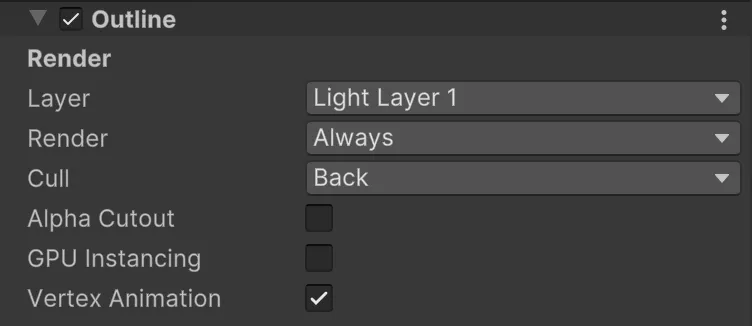 Outline
Render
Layer Light Layer 1
Render Always
Cull Back
Alpha Cutout
GPU Instancing
Vertex Animation